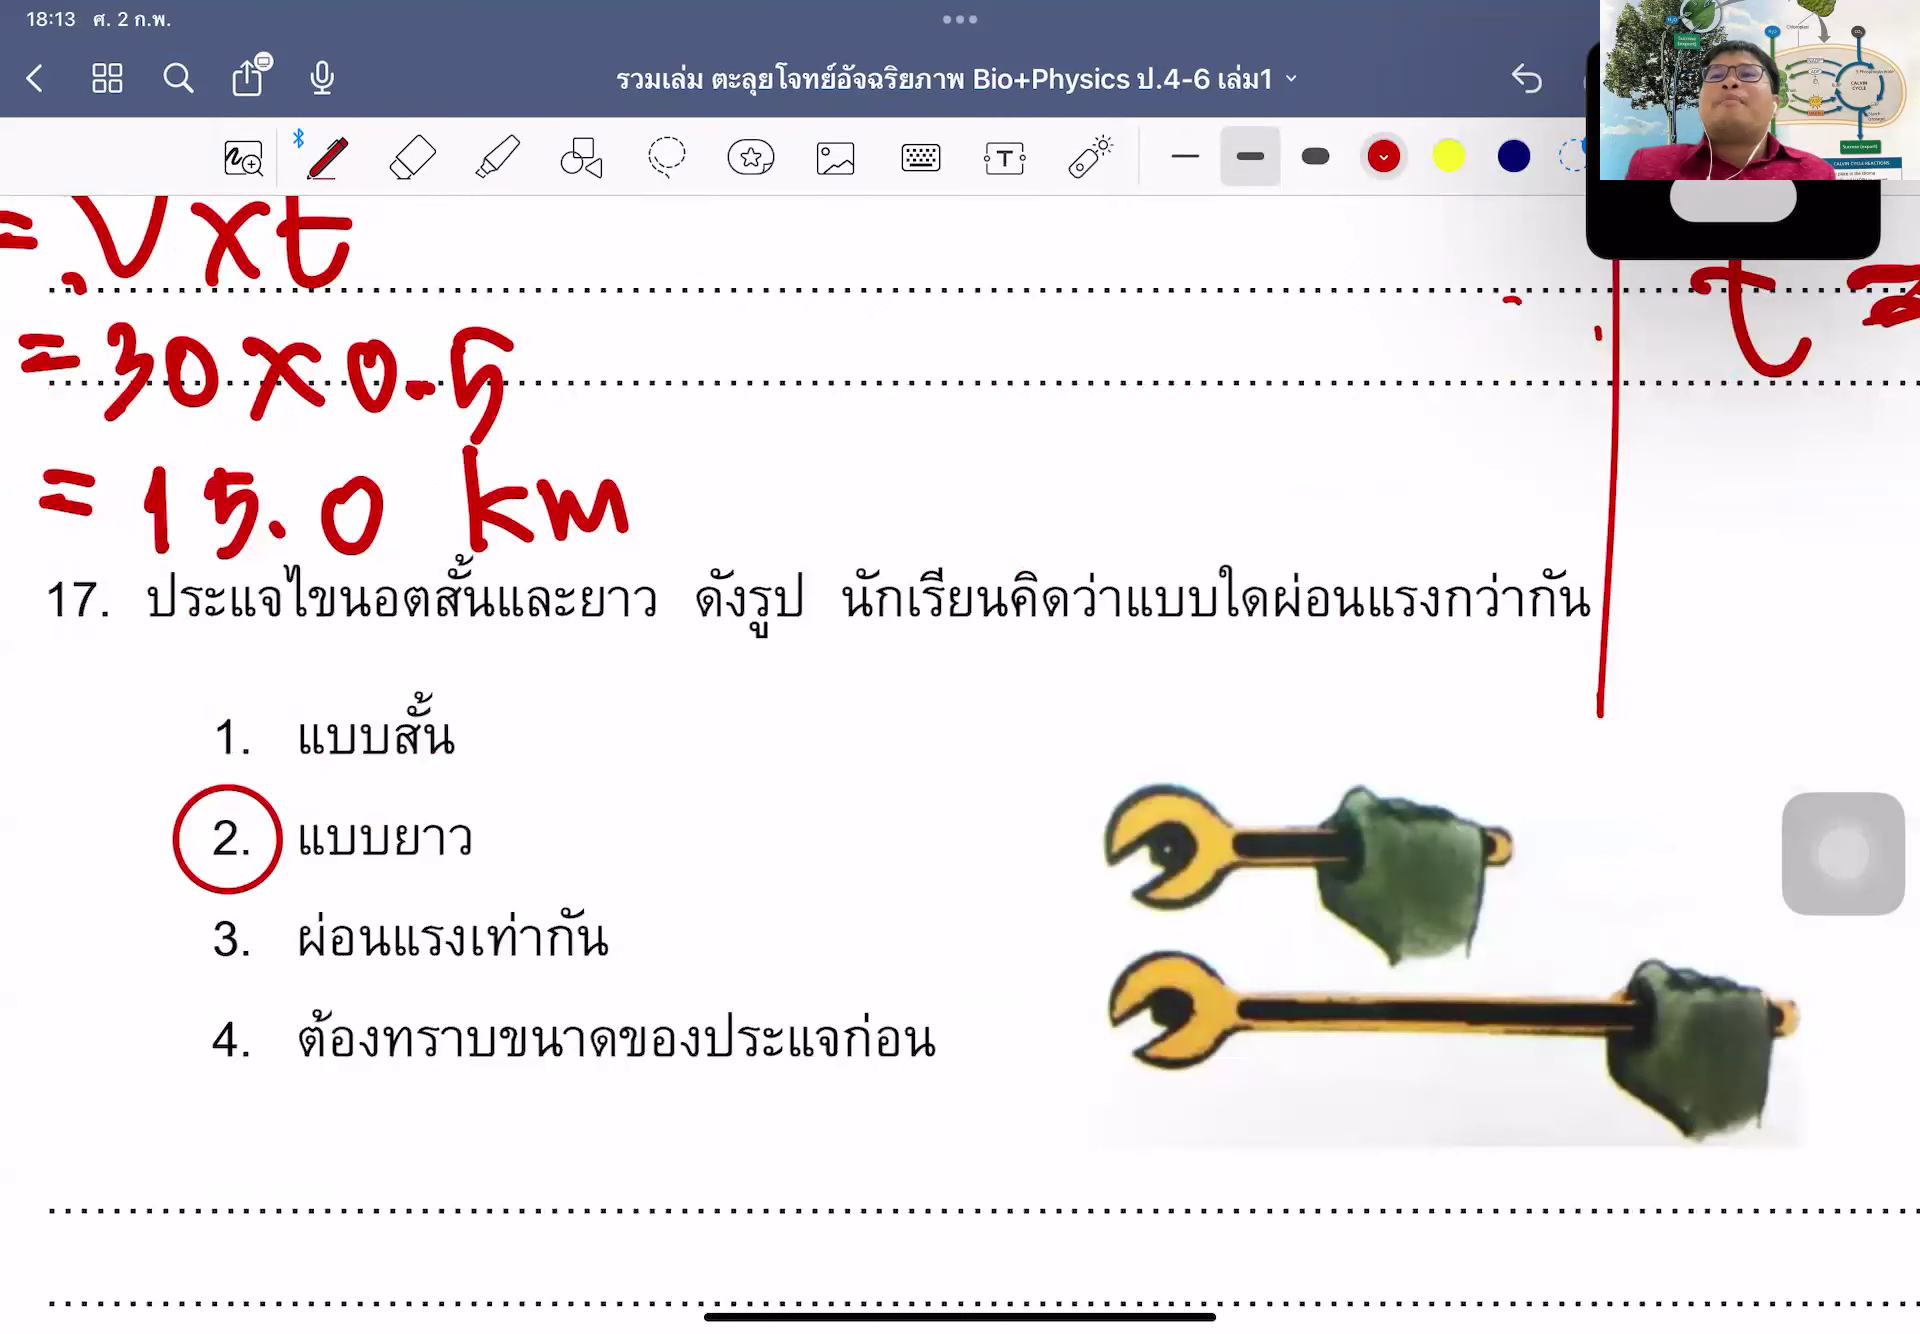 18:13 ศ. 2 ก.พ.
รวมเล่ม ตะลุยโจทย์อัจฉริยภาพ Bio+Physics ป.4-6 เล่ม1
T
= V x t
= 30 x 0.5
= 15.0 km
t =
17. ประแจไขนอตสั้นและยาว ดังรูป นักเรียนคิดว่าแบบใดผ่อนแรงกว่ากัน
1. แบบสั้น
2. แบบยาว
3. ผ่อนแรงเท่ากัน
4. ต้องทราบขนาดของประแจก่อน
CALVIN CYCLE
Sucrose (export)
CALVIN CYCLE REACTIONS